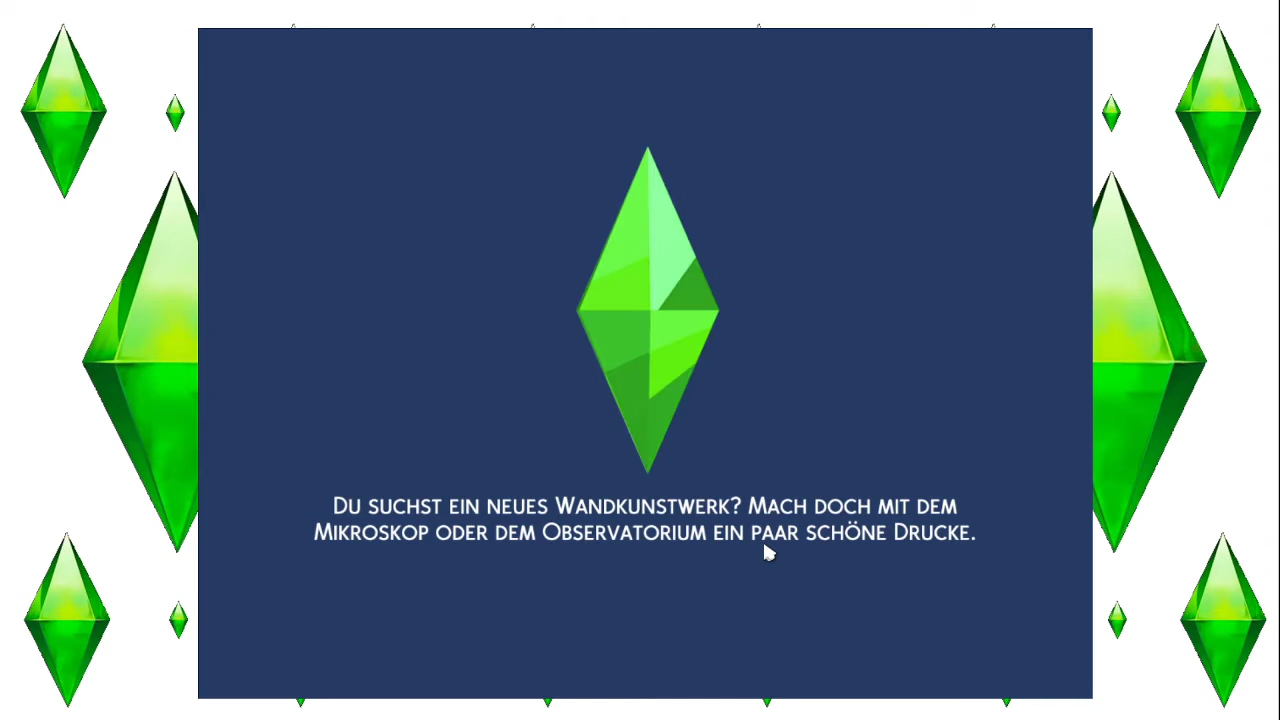 Du suchst ein neues Wandkunstwerk? Mach doch mit dem
Mikroskop oder dem Observatorium ein paar schöne Drucke.